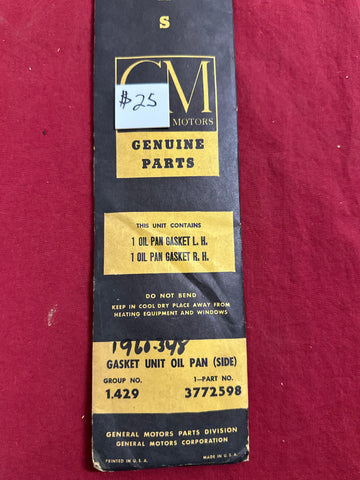 S
GM
MOTORS
$25
GENUINE
PARTS
THIS UNIT CONTAINS
1 OIL PAN GASKET L. H.
1 OIL PAN GASKET R. H.
DO NOT BEND
KEEP IN COOL DRY PLACE AWAY FROM
HEATING EQUIPMENT AND WINDOWS
1960-348
GASKET UNIT OIL PAN (SIDE)
GROUP NO. 1—PART NO.
1.429 3772598
GENERAL MOTORS PARTS DIVISION
GENERAL MOTORS CORPORATION
PRINTED IN U. S. A. MADE IN U. S. A.